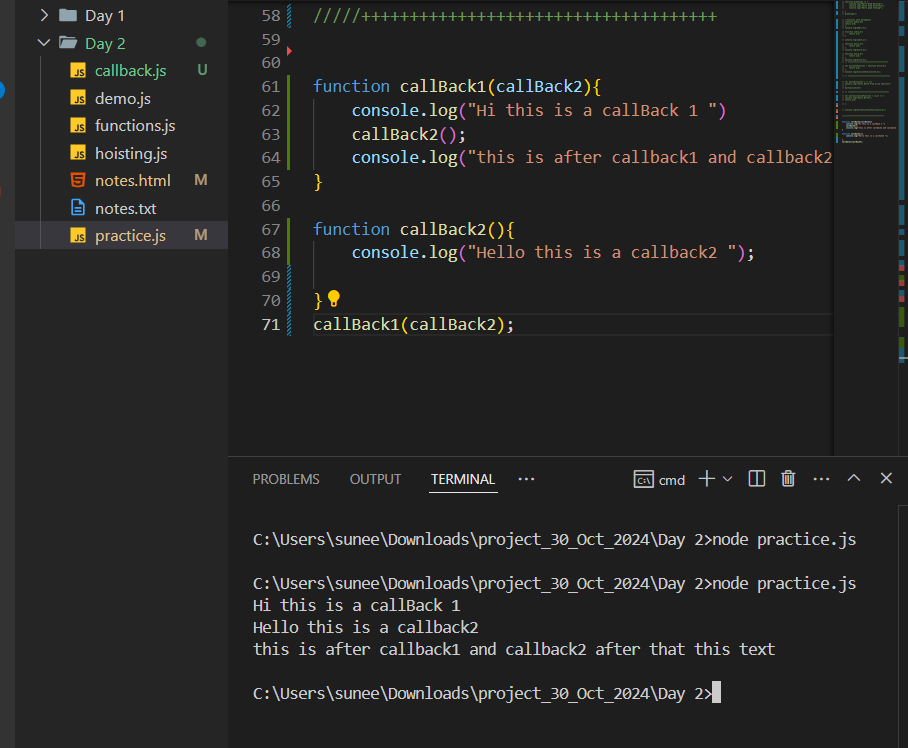 Day 1
Day 2
callback.js U
demo.js
functions.js
hoisting.js
notes.html M
notes.txt
practice.js M
58 /////+++++++++++++++++++++++++++++++++++++
59
60
61 function callBack1(callBack2){
62 console.log("Hi this is a callBack 1 ")
63 callBack2();
64 console.log("this is after callback1 and callback2
65 }
66
67 function callBack2(){
68 console.log("Hello this is a callback2 ");
69
70 }
71 callBack1(callBack2);
PROBLEMS OUTPUT TERMINAL ··· cmd ···
C:\Users\sunee\Downloads\project_30_Oct_2024\Day 2>node practice.js
C:\Users\sunee\Downloads\project_30_Oct_2024\Day 2>node practice.js
Hi this is a callBack 1
Hello this is a callback2
this is after callback1 and callback2 after that this text
C:\Users\sunee\Downloads\project_30_Oct_2024\Day 2>